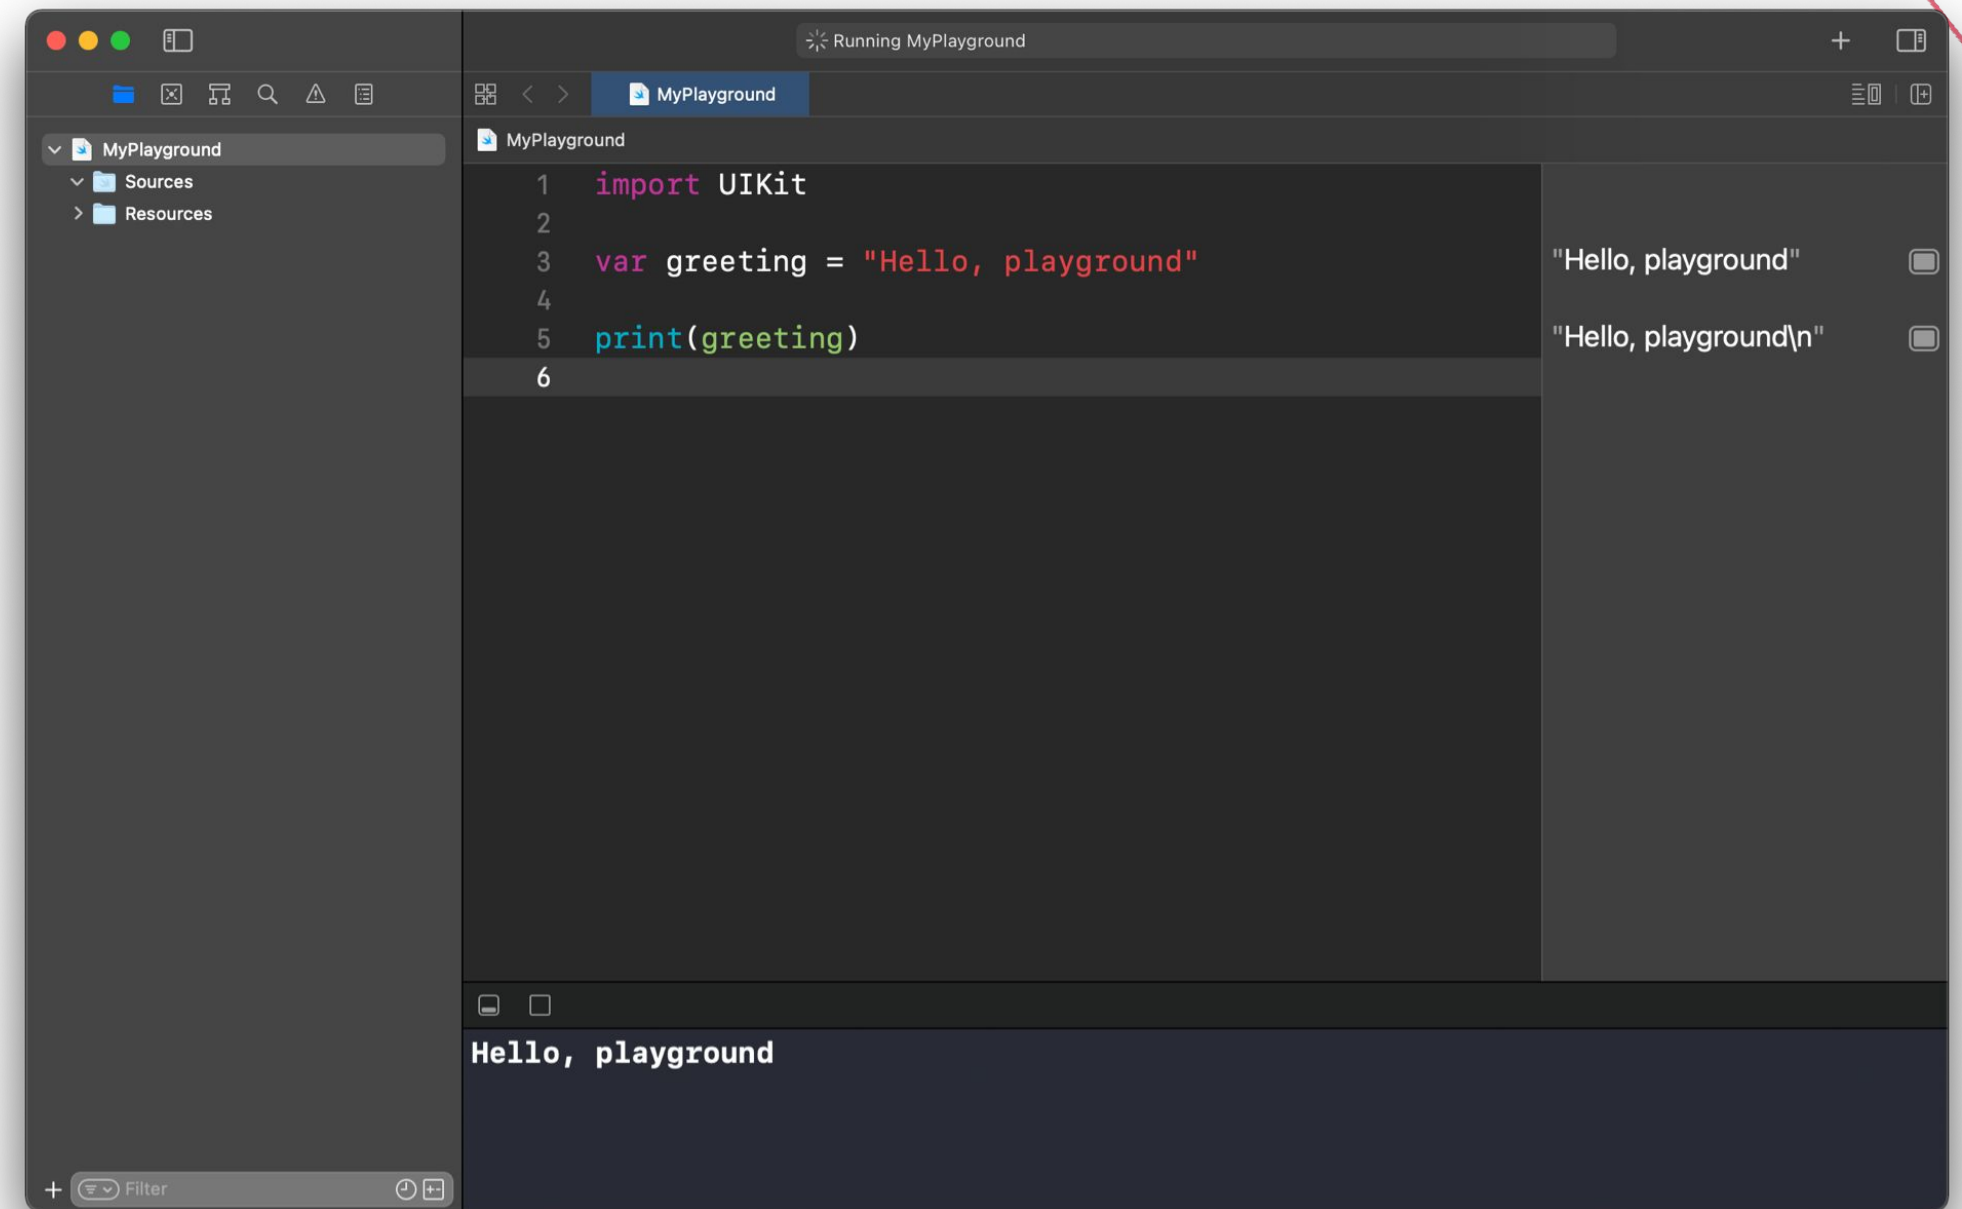 Running MyPlayground
MyPlayground
MyPlayground
Sources
Resources
MyPlayground
1 import UIKit
2
3 var greeting = "Hello, playground"
4
5 print(greeting)
6
"Hello, playground"
"Hello, playground\n"
Hello, playground
Filter